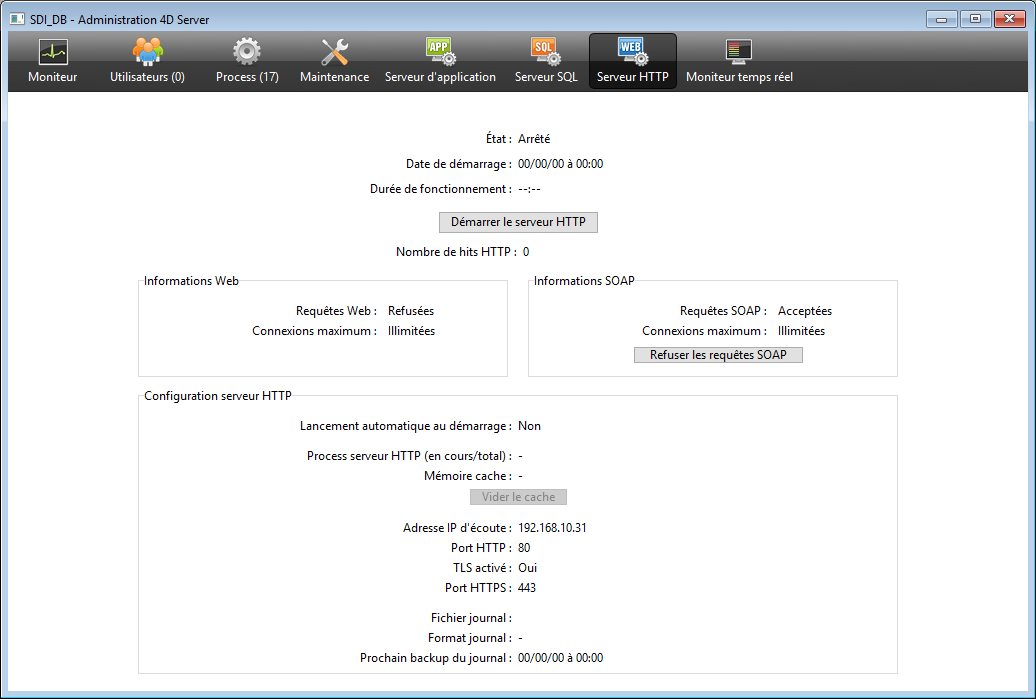 SDI_DB - Administration 4D Server
Moniteur
Utilisateurs (0)
Process (17)
Maintenance
APP
Serveur d'application
SQL
Serveur SQL
WEB
Serveur HTTP
Moniteur temps réel
État : Arrêté
Date de démarrage : 00/00/00 à 00:00
Durée de fonctionnement : --:--
Démarrer le serveur HTTP
Nombre de hits HTTP : 0
Informations Web
Requêtes Web : Refusées
Connexions maximum : Illimitées
Informations SOAP
Requêtes SOAP : Acceptées
Connexions maximum : Illimitées
Refuser les requêtes SOAP
Configuration serveur HTTP
Lancement automatique au démarrage : Non
Process serveur HTTP (en cours/total) : -
Mémoire cache : -
Vider le cache
Adresse IP d'écoute : 192.168.10.31
Port HTTP : 80
TLS activé : Oui
Port HTTPS : 443
Fichier journal :
Format journal : -
Prochain backup du journal : 00/00/00 à 00:00